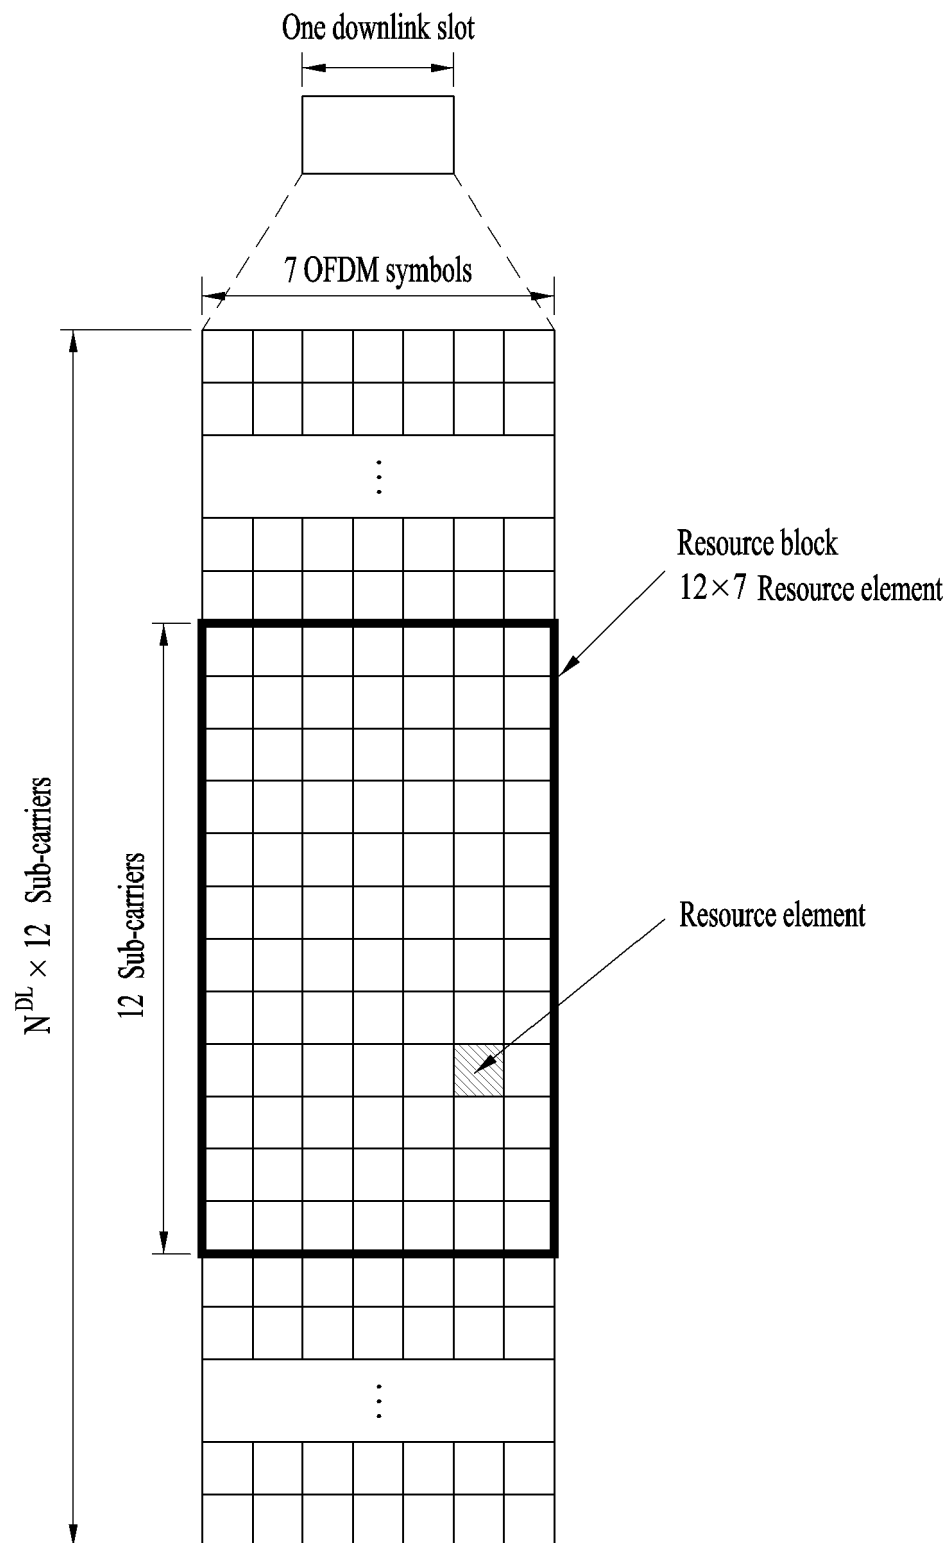 One downlink slot
7 OFDM symbols
⋮
Resource block
12×7 Resource element
N^DL × 12 Sub-carriers
12 Sub-carriers
Resource element
⋮